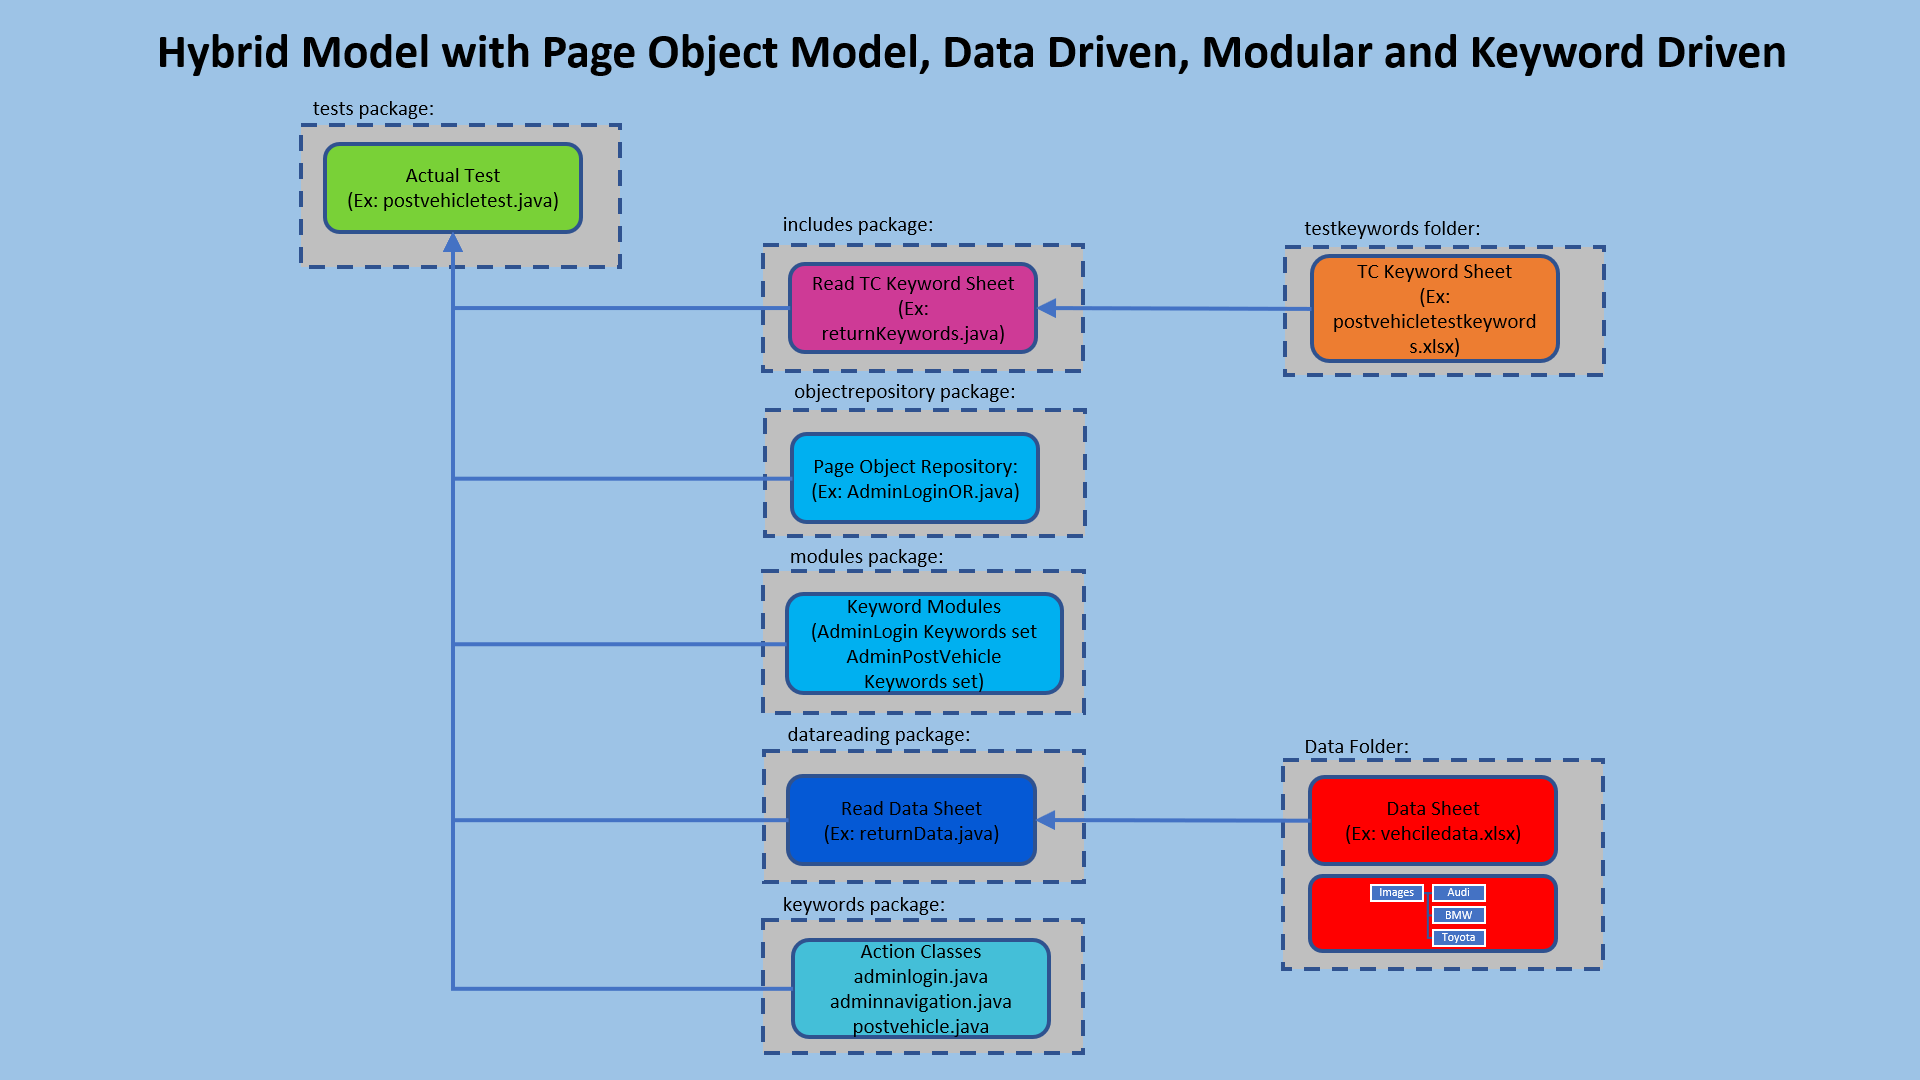 Hybrid Model with Page Object Model, Data Driven, Modular and Keyword Driven
tests package:
Actual Test
(Ex: postvehicletest.java)
includes package:
Read TC Keyword Sheet
(Ex:
returnKeywords.java)
testkeywords folder:
TC Keyword Sheet
(Ex:
postvehicletestkeyword
s.xlsx)
objectrepository package:
Page Object Repository:
(Ex: AdminLoginOR.java)
modules package:
Keyword Modules
(AdminLogin Keywords set
AdminPostVehicle
Keywords set)
datareading package:
Read Data Sheet
(Ex: returnData.java)
Data Folder:
Data Sheet
(Ex: vehciledata.xlsx)
Images
Audi
BMW
Toyota
keywords package:
Action Classes
adminlogin.java
adminnavigation.java
postvehicle.java